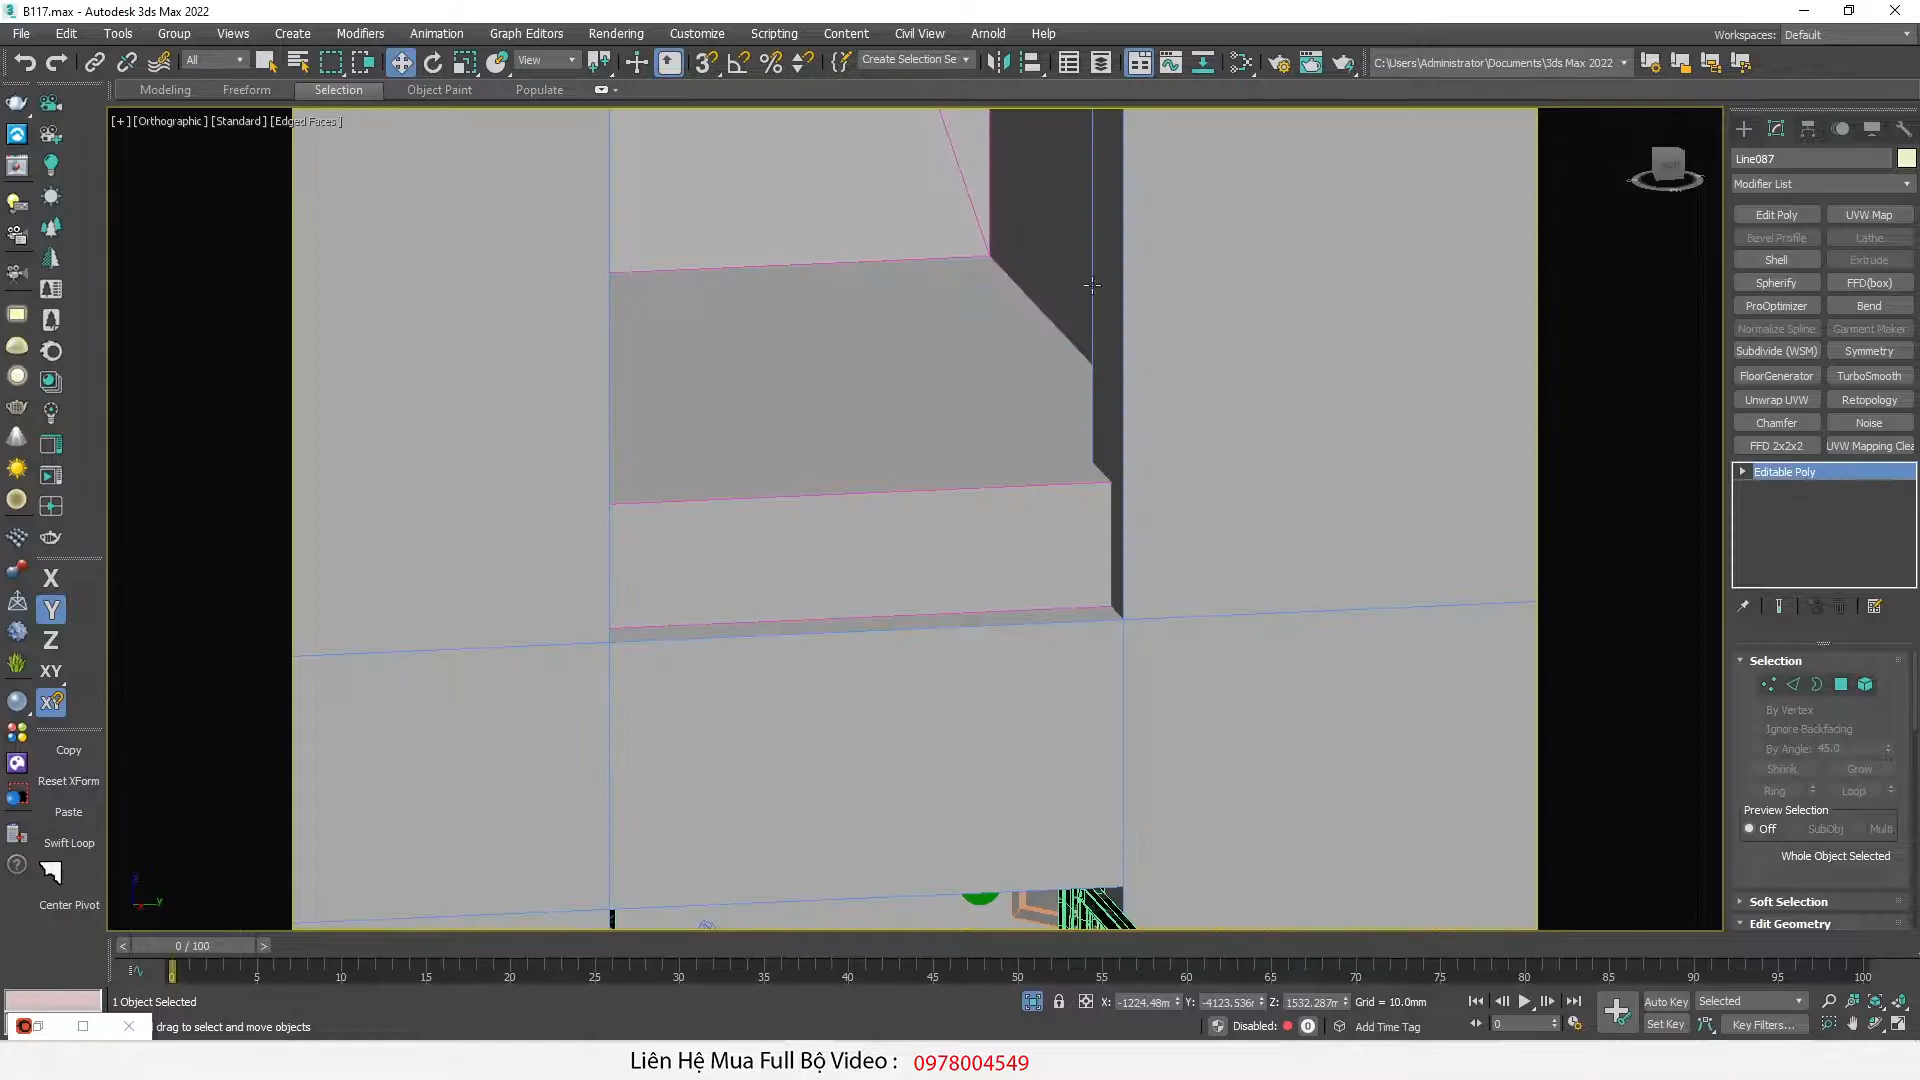 B117.max - Autodesk 3ds Max 2022
File Edit Tools Group Views Create Modifiers Animation Graph Editors Rendering Customize Scripting Content Civil View Arnold Help
Workspaces: Default
All View Create Selection Se C:\Users\Administrator\Documents\3ds Max 2022
Modeling Freeform Selection Object Paint Populate
[+] [Orthographic] [Standard] [Edged Faces]
Line087
Modifier List
Edit Poly UVW Map
Bevel Profile Lathe
Shell Extrude
Spherify FFD(box)
ProOptimizer Bend
Normalize Spline Garment Maker
Subdivide (WSM) Symmetry
FloorGenerator TurboSmooth
Unwrap UVW Retopology
Chamfer Noise
FFD 2x2x2 UVW Mapping Clea
Editable Poly
X
Y
Z
XY
Copy
Reset XForm
Paste
Swift Loop
Center Pivot
Selection
By Vertex
Ignore Backfacing
By Angle: 45.0
Shrink Grow
Ring Loop
Preview Selection
Off SubObj Multi
Whole Object Selected
Soft Selection
Edit Geometry
< 0 / 100 >
0 5 10 15 20 25 30 35 40 45 50 55 60 65 70 75 80 85 90 95 100
1 Object Selected X: -1224.48m Y: -4123.536m Z: 1532.287m Grid = 10.0mm Auto Key Selected
drag to select and move objects Disabled: 0 Add Time Tag 0 Set Key Key Filters...
Liên Hệ Mua Full Bộ Video : 0978004549